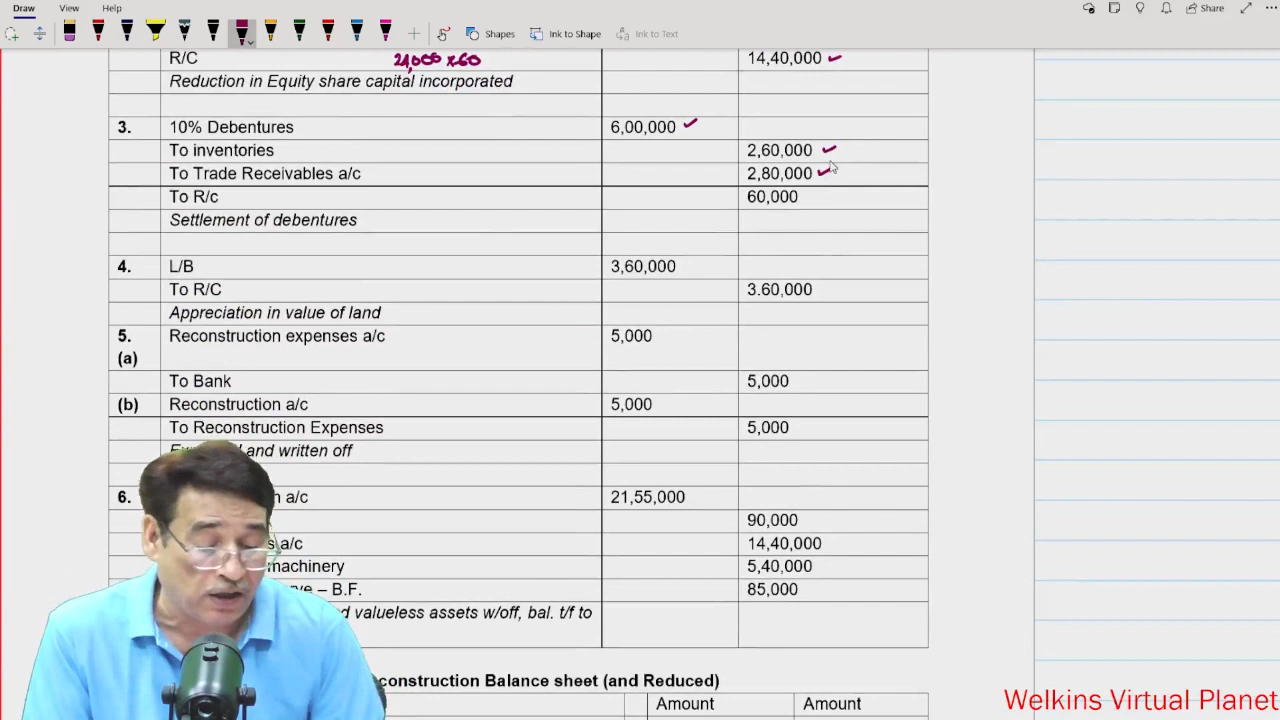 Draw View Help
Share
Shapes Ink to Shape Ink to Text
R/C 24,000 x60 14,40,000
Reduction in Equity share capital incorporated
3. 10% Debentures 6,00,000
To inventories 2,60,000
To Trade Receivables a/c 2,80,000
To R/c 60,000
Settlement of debentures
4. L/B 3,60,000
To R/C 3.60,000
Appreciation in value of land
5. Reconstruction expenses a/c 5,000
(a)
To Bank 5,000
(b) Reconstruction a/c 5,000
To Reconstruction Expenses 5,000
and written off
6. a/c 21,55,000
90,000
a/c 14,40,000
machinery 5,40,000
– B.F. 85,000
valueless assets w/off, bal. t/f to
construction Balance sheet (and Reduced)
Amount Amount
Welkins Virtual Planet